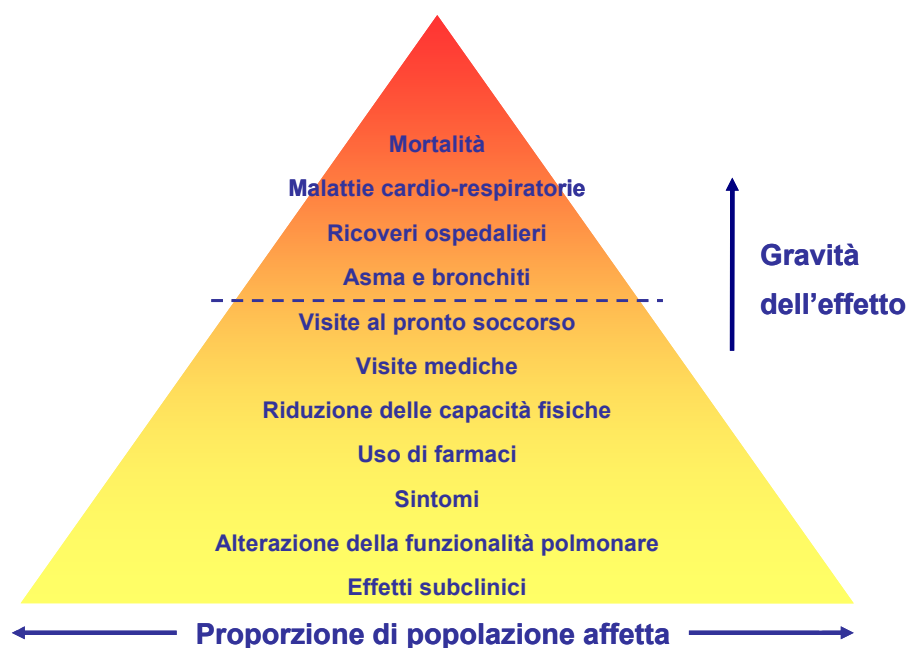 Mortalità
Malattie cardio-respiratorie
Ricoveri ospedalieri
Asma e bronchiti
Visite al pronto soccorso
Visite mediche
Riduzione delle capacità fisiche
Uso di farmaci
Sintomi
Alterazione della funzionalità polmonare
Effetti subclinici
Gravità
dell’effetto
Proporzione di popolazione affetta